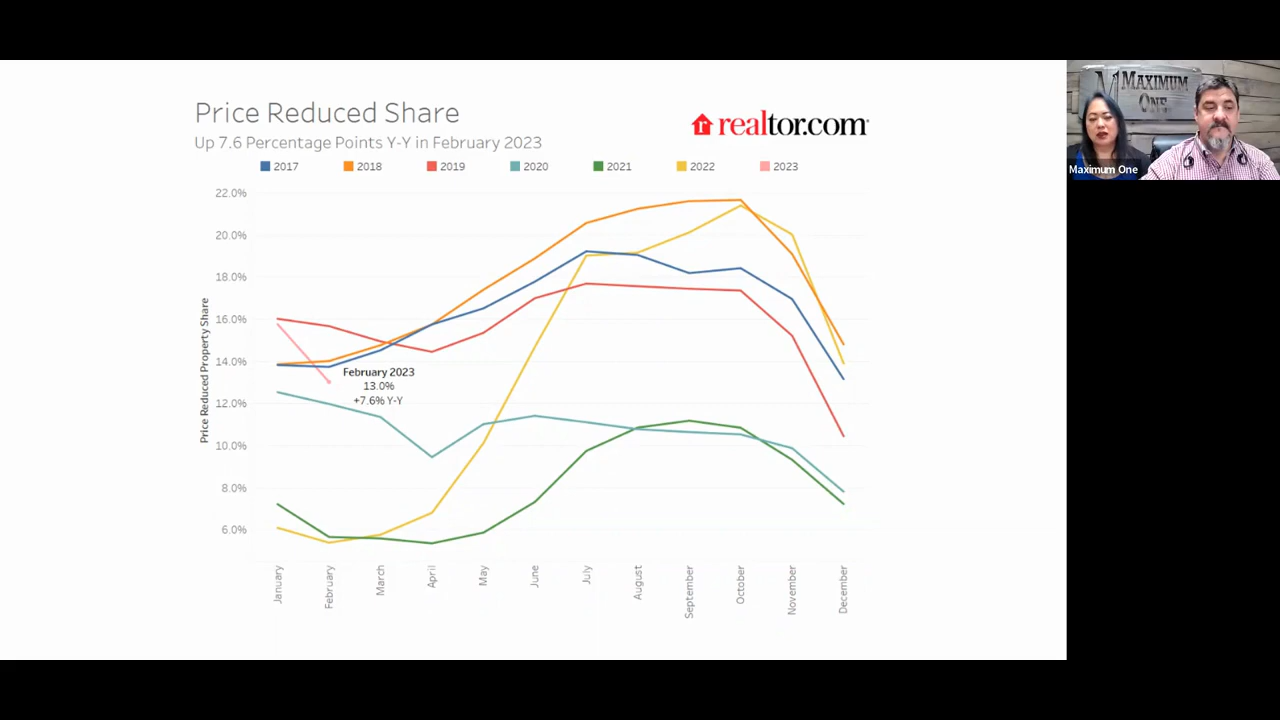 Price Reduced Share
Up 7.6 Percentage Points Y-Y in February 2023
realtor.com
2017 2018 2019 2020 2021 2022 2023
Price Reduced Property Share
22.0%
20.0%
18.0%
16.0%
14.0%
12.0%
10.0%
8.0%
6.0%
February 2023
13.0%
+7.6% Y-Y
January February March April May June July August September October November December
MAXIMUM
ONE
Maximum One